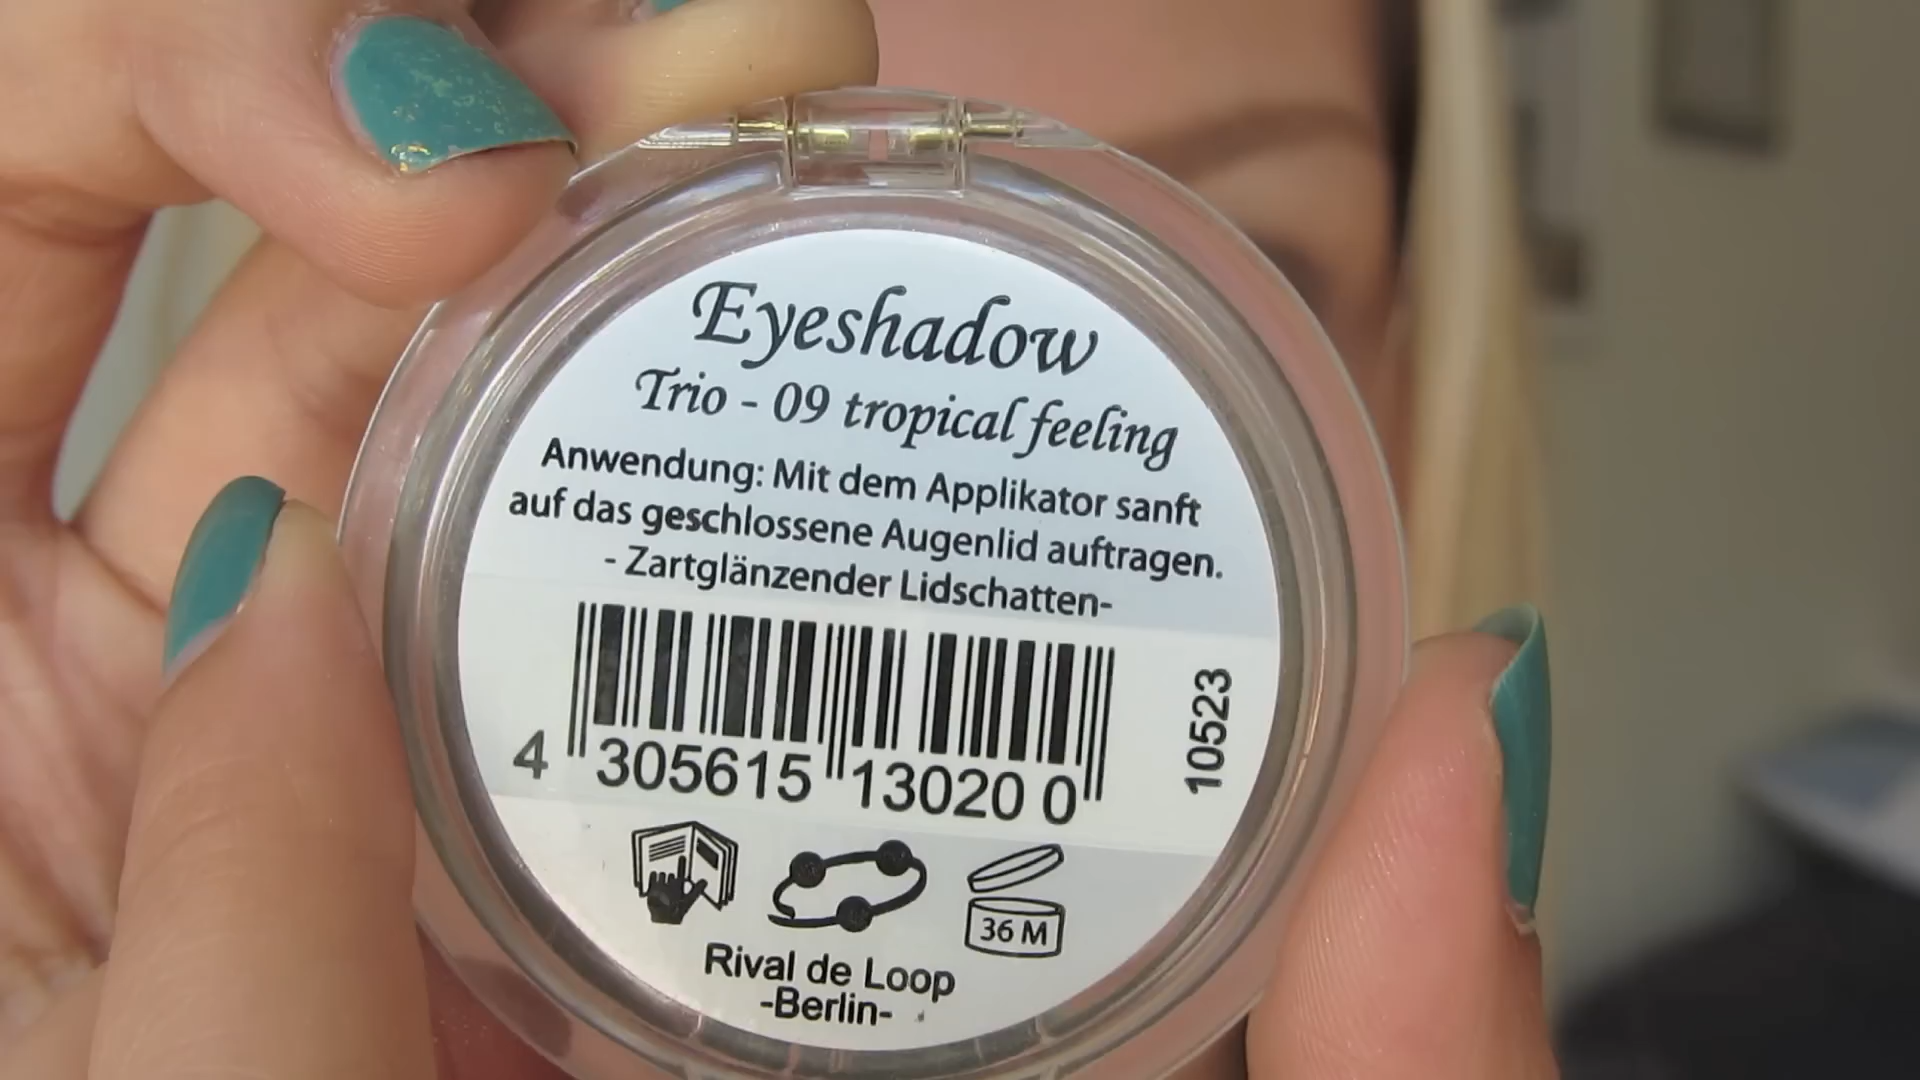 Eyeshadow
Trio - 09 tropical feeling
Anwendung: Mit dem Applikator sanft
auf das geschlossene Augenlid auftragen.
- Zartglänzender Lidschatten-
10523
4 305615 13020 0
36 M
Rival de Loop
-Berlin-